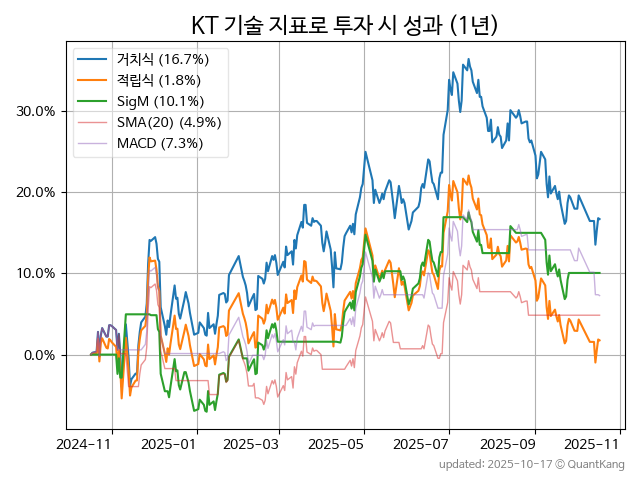 KT 기술 지표로 투자 시 성과 (1년)
거치식 (16.7%)
적립식 (1.8%)
SigM (10.1%)
SMA(20) (4.9%)
MACD (7.3%)
30.0%
20.0%
10.0%
0.0%
2024-11 2025-01 2025-03 2025-05 2025-07 2025-09 2025-11
updated: 2025-10-17 © QuantKang